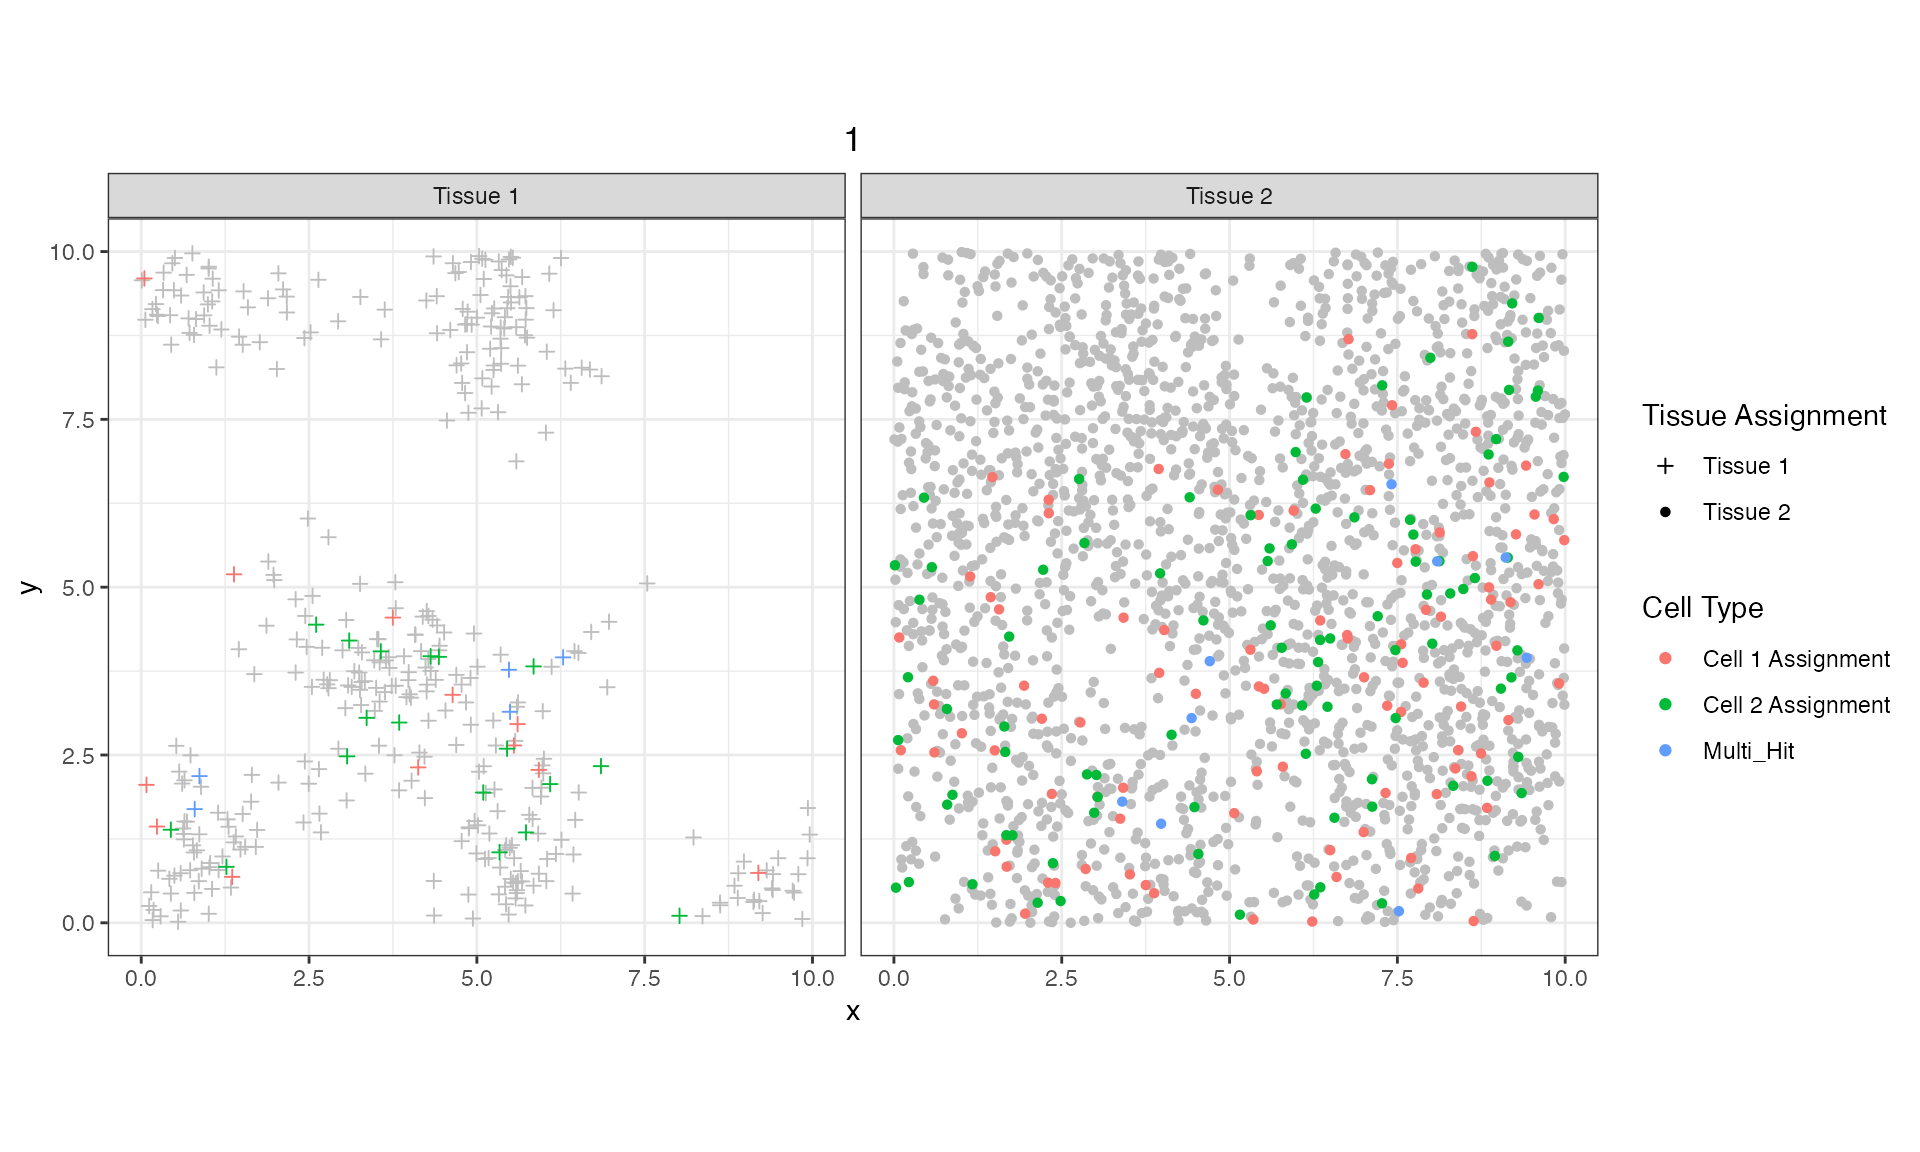 1
Tissue 1
Tissue 2
y
10.0
7.5
5.0
2.5
0.0
0.0 2.5 5.0 7.5 10.0
0.0 2.5 5.0 7.5 10.0
x
Tissue Assignment
Tissue 1
Tissue 2
Cell Type
Cell 1 Assignment
Cell 2 Assignment
Multi_Hit